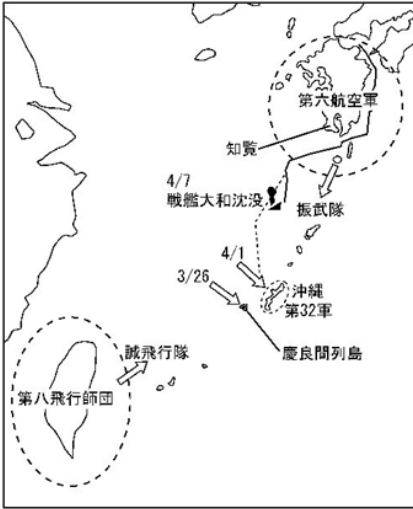 第六航空軍
知覧
4/7
戦艦大和沈没
振武隊
4/1
3/26
沖縄
第32軍
慶良間列島
誠飛行隊
第八飛行師団